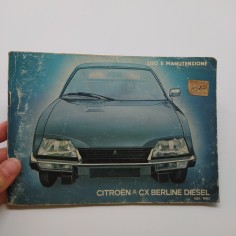 USO E MANUTENZIONE
CITROËN CX BERLINE DIESEL